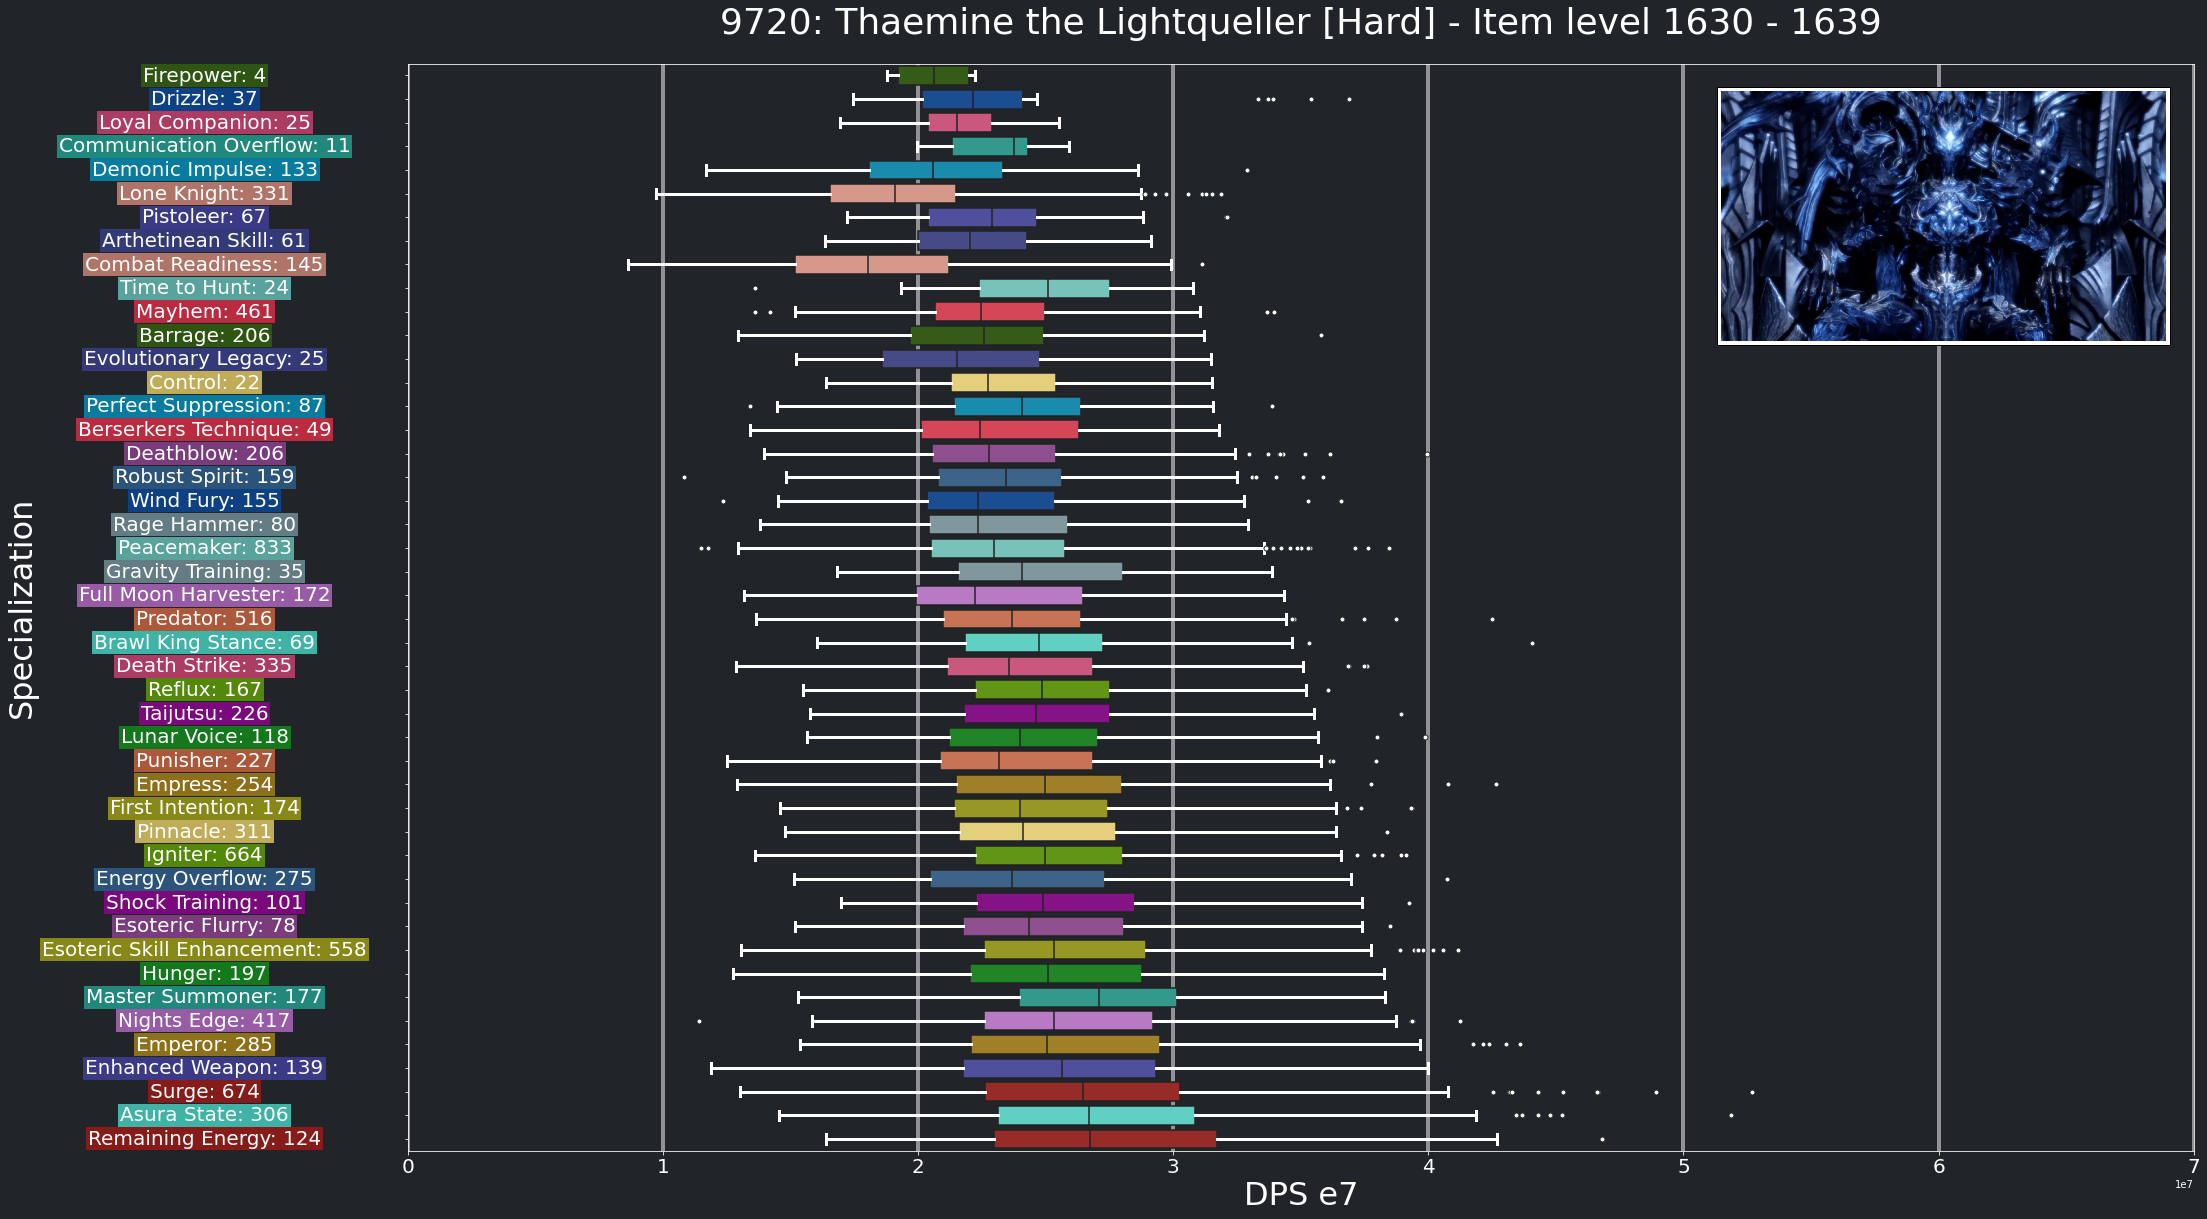 9720: Thaemine the Lightqueller [Hard] - Item level 1630 - 1639
Specialization
Firepower: 4
Drizzle: 37
Loyal Companion: 25
Communication Overflow: 11
Demonic Impulse: 133
Lone Knight: 331
Pistoleer: 67
Arthetinean Skill: 61
Combat Readiness: 145
Time to Hunt: 24
Mayhem: 461
Barrage: 206
Evolutionary Legacy: 25
Control: 22
Perfect Suppression: 87
Berserkers Technique: 49
Deathblow: 206
Robust Spirit: 159
Wind Fury: 155
Rage Hammer: 80
Peacemaker: 833
Gravity Training: 35
Full Moon Harvester: 172
Predator: 516
Brawl King Stance: 69
Death Strike: 335
Reflux: 167
Taijutsu: 226
Lunar Voice: 118
Punisher: 227
Empress: 254
First Intention: 174
Pinnacle: 311
Igniter: 664
Energy Overflow: 275
Shock Training: 101
Esoteric Flurry: 78
Esoteric Skill Enhancement: 558
Hunger: 197
Master Summoner: 177
Nights Edge: 417
Emperor: 285
Enhanced Weapon: 139
Surge: 674
Asura State: 306
Remaining Energy: 124
0 1 2 3 4 5 6 7
1e7
DPS e7